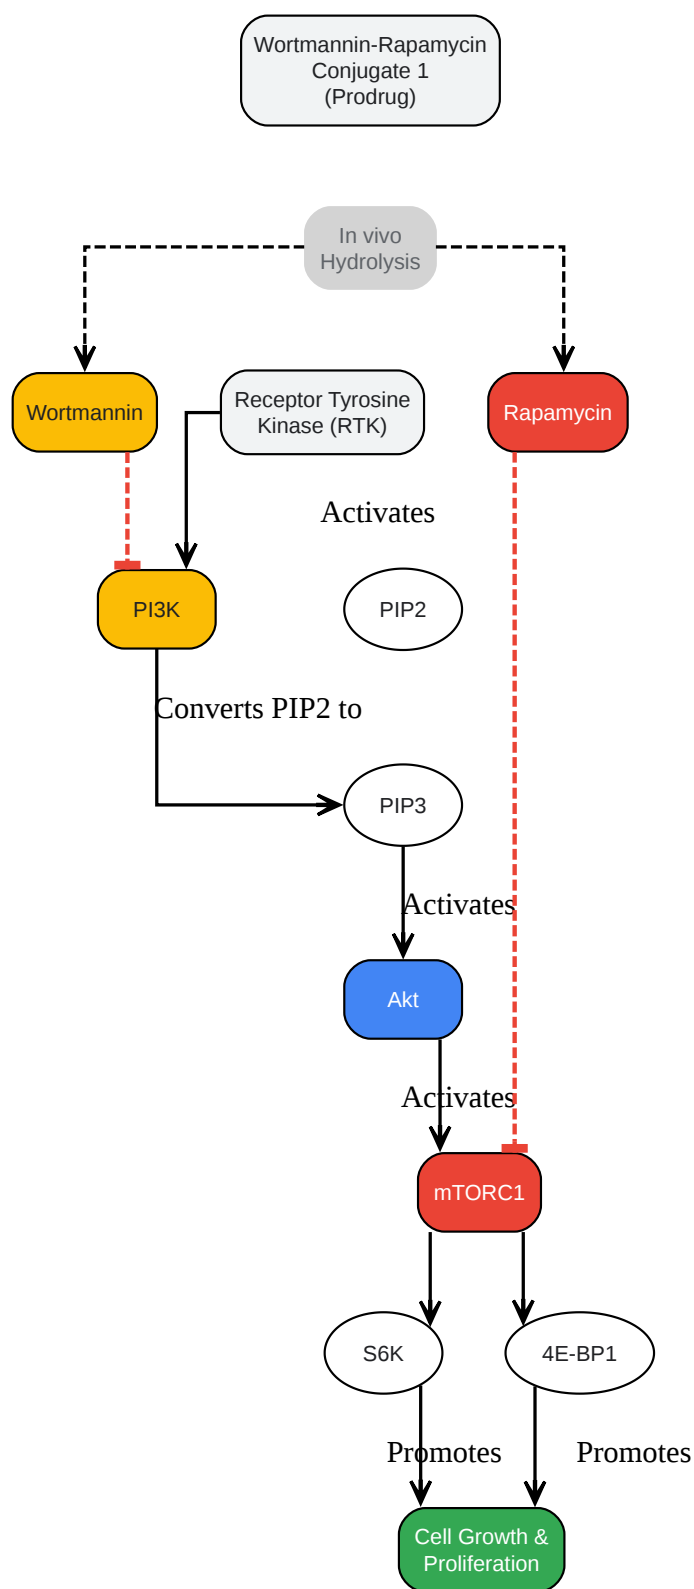 Wortmannin-Rapamycin
Conjugate 1
(Prodrug)
In vivo
Hydrolysis
Wortmannin
Receptor Tyrosine
Kinase (RTK)
Rapamycin
Activates
PI3K
PIP2
Converts PIP2 to
PIP3
Activates
Akt
Activates
mTORC1
S6K
4E-BP1
Promotes
Promotes
Cell Growth &
Proliferation